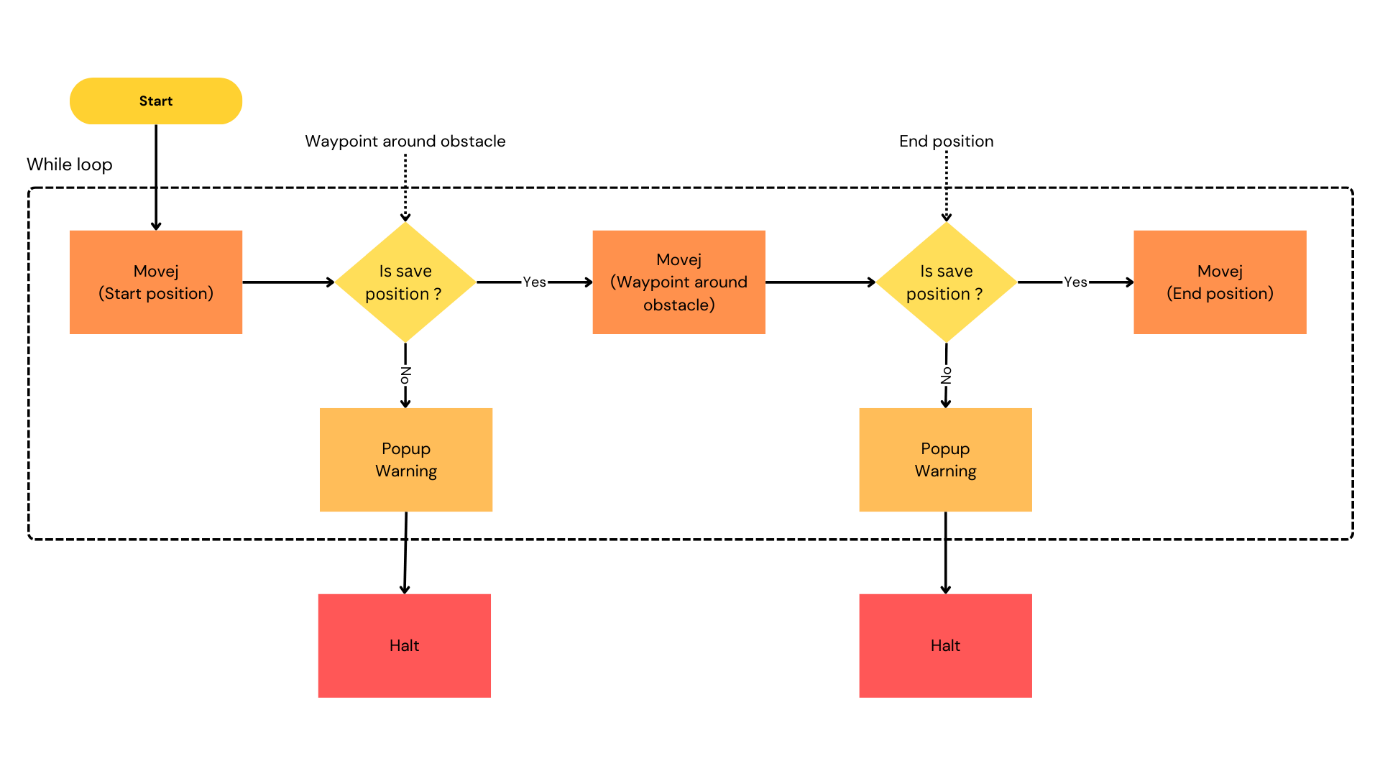 Start
While loop
Waypoint around obstacle
End position
Movej
(Start position)
Is save
position ?
Yes
Movej
(Waypoint around
obstacle)
Is save
position ?
Yes
Movej
(End position)
No
No
Popup
Warning
Popup
Warning
Halt
Halt